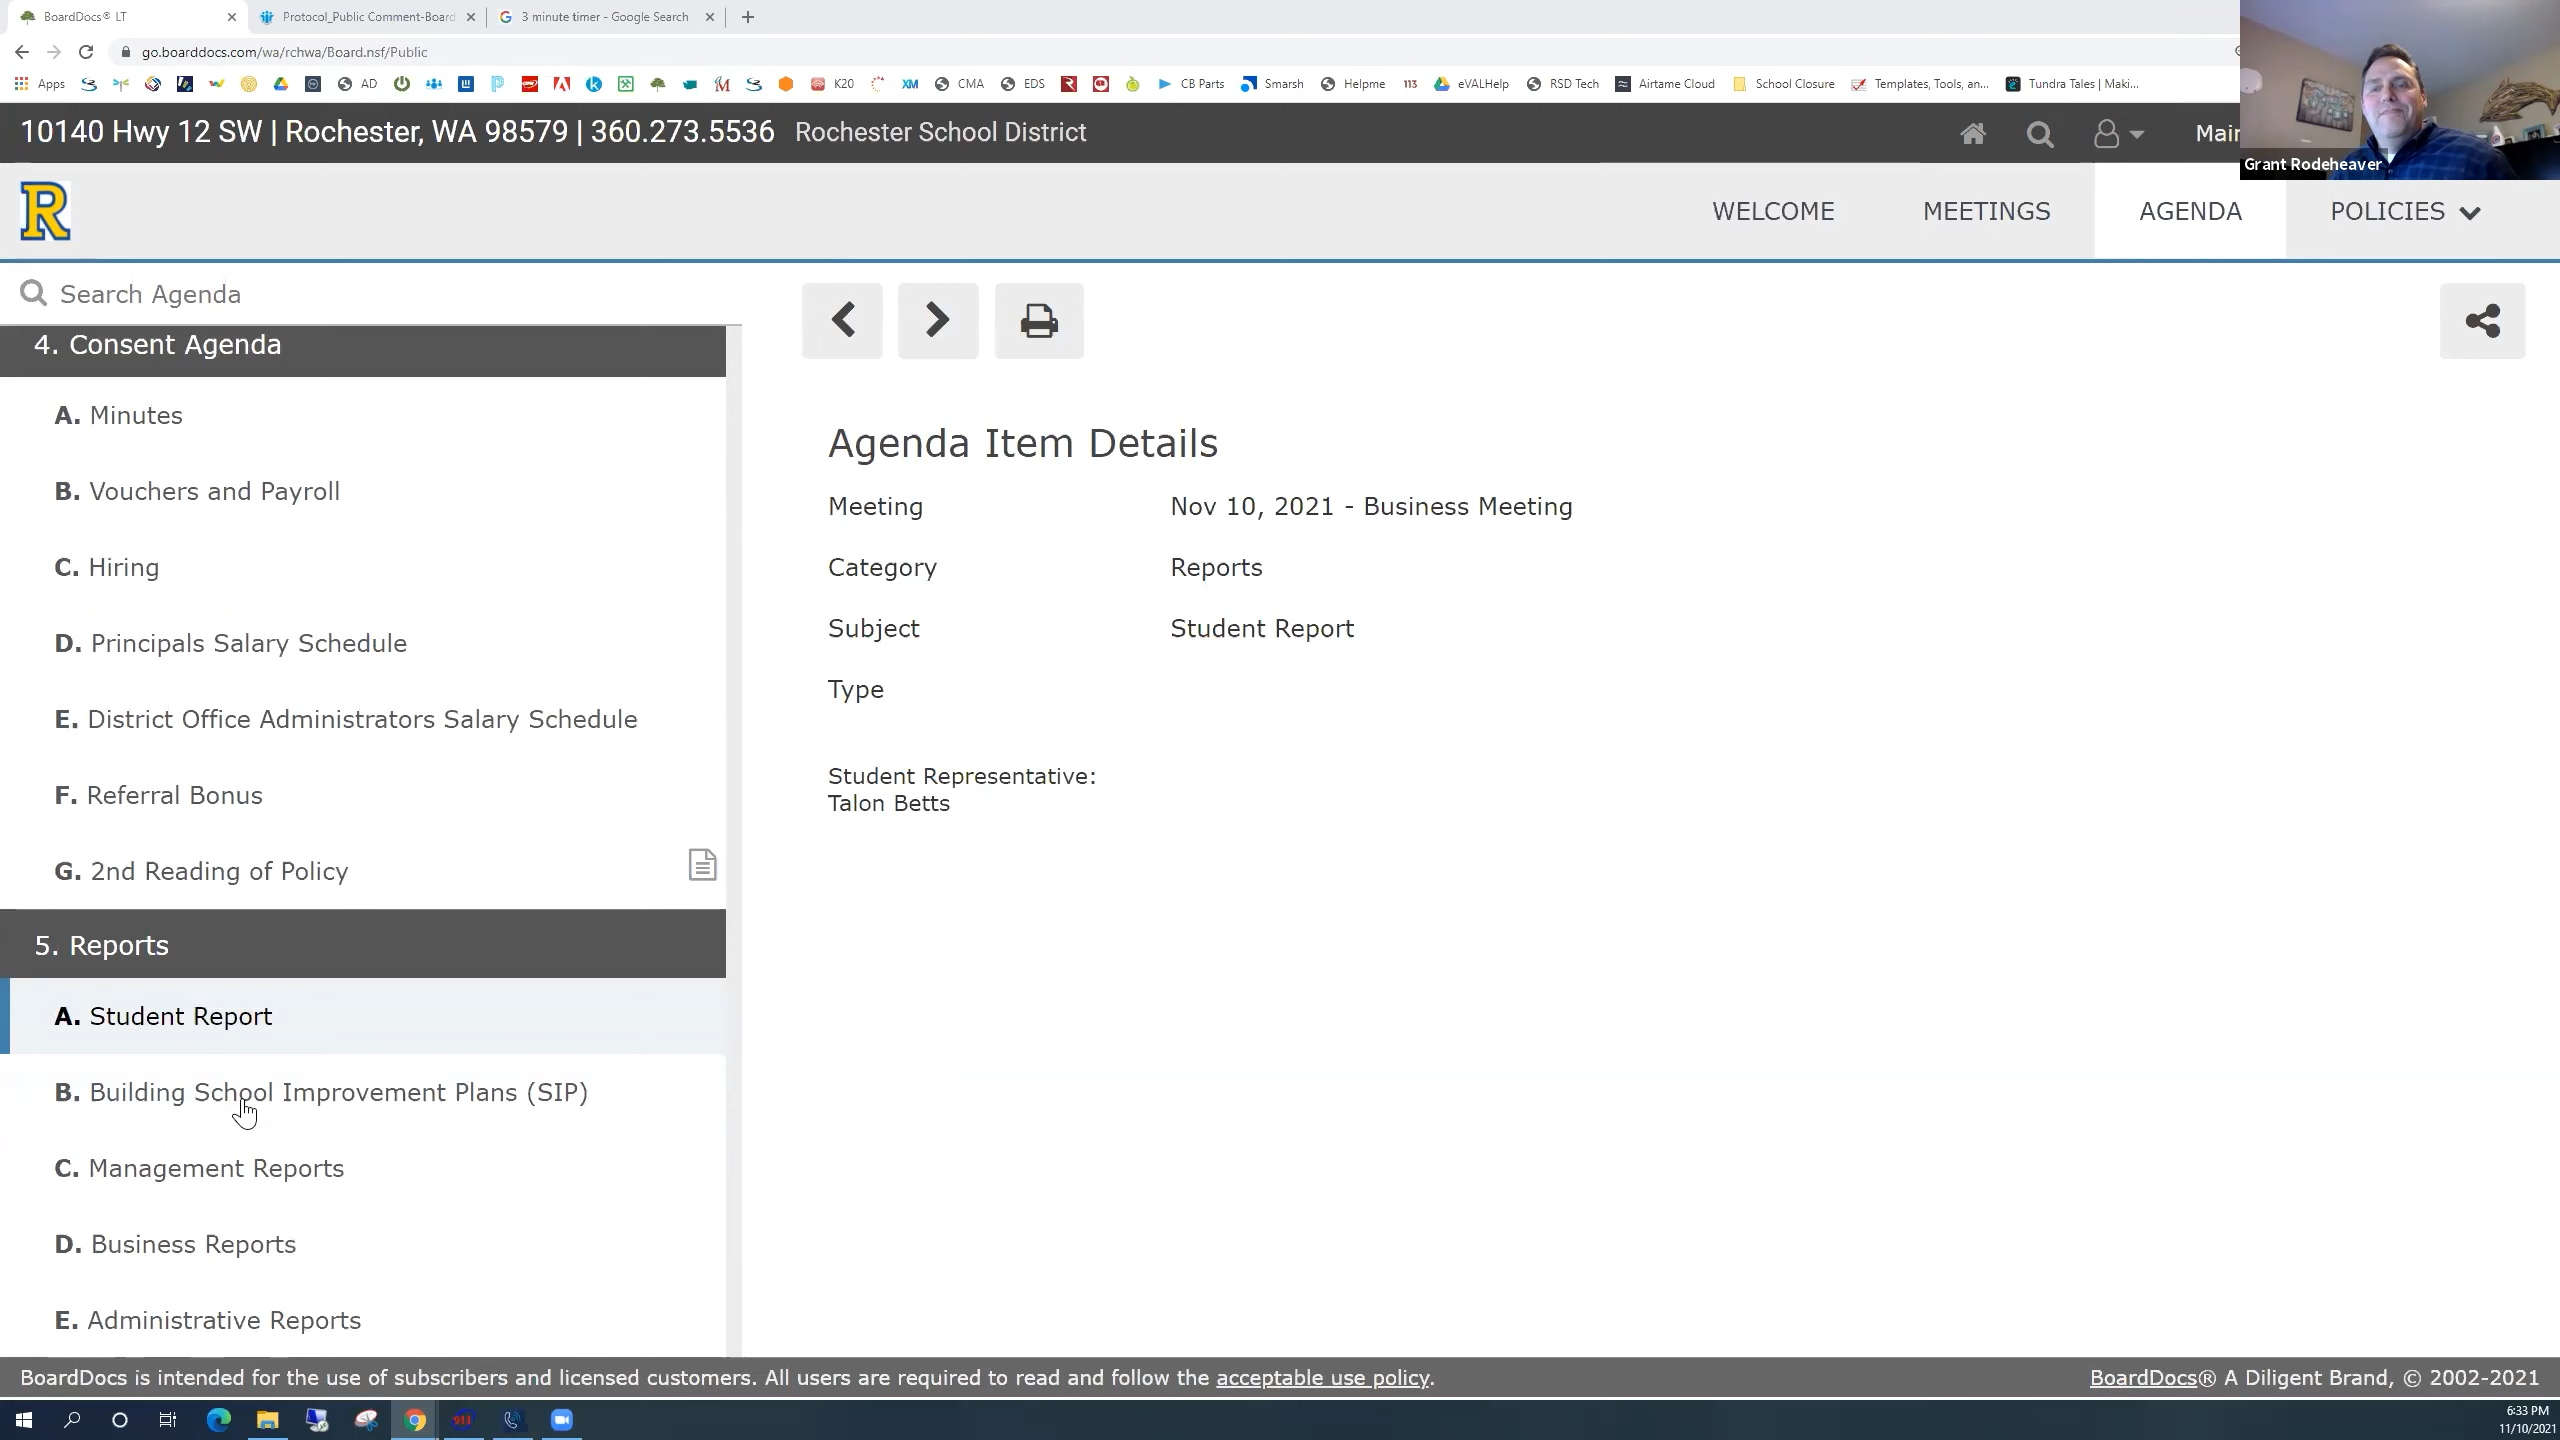 BoardDocs® LT
Protocol_Public Comment-Board
3 minute timer - Google Search
go.boarddocs.com/wa/rchwa/Board.nsf/Public
Apps AD K20 XM CMA EDS CB Parts Smarsh Helpme 113 eVALHelp RSD Tech Airtame Cloud School Closure Templates, Tools, an... Tundra Tales | Maki...
10140 Hwy 12 SW | Rochester, WA 98579 | 360.273.5536 Rochester School District
Grant Rodeheaver
R
WELCOME MEETINGS AGENDA POLICIES
Search Agenda
4. Consent Agenda
A. Minutes
B. Vouchers and Payroll
C. Hiring
D. Principals Salary Schedule
E. District Office Administrators Salary Schedule
F. Referral Bonus
G. 2nd Reading of Policy
5. Reports
A. Student Report
B. Building School Improvement Plans (SIP)
C. Management Reports
D. Business Reports
E. Administrative Reports
Agenda Item Details
Meeting Nov 10, 2021 - Business Meeting
Category Reports
Subject Student Report
Type
Student Representative:
Talon Betts
BoardDocs is intended for the use of subscribers and licensed customers. All users are required to read and follow the acceptable use policy.
BoardDocs® A Diligent Brand, © 2002-2021
911
6:33 PM
11/10/2021